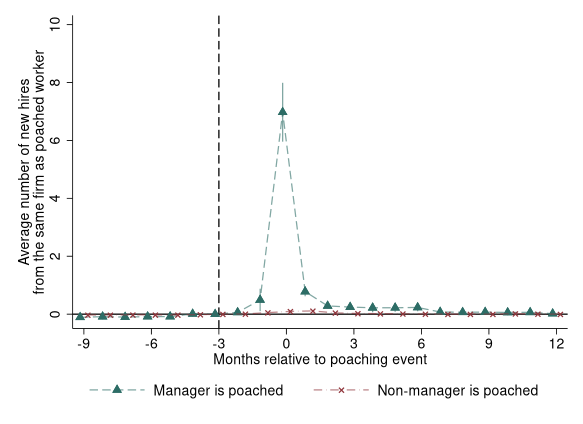 Average number of new hires
from the same firm as poached worker
10
8
6
4
2
0
-9 -6 -3 0 3 6 9 12
Months relative to poaching event
Manager is poached Non-manager is poached